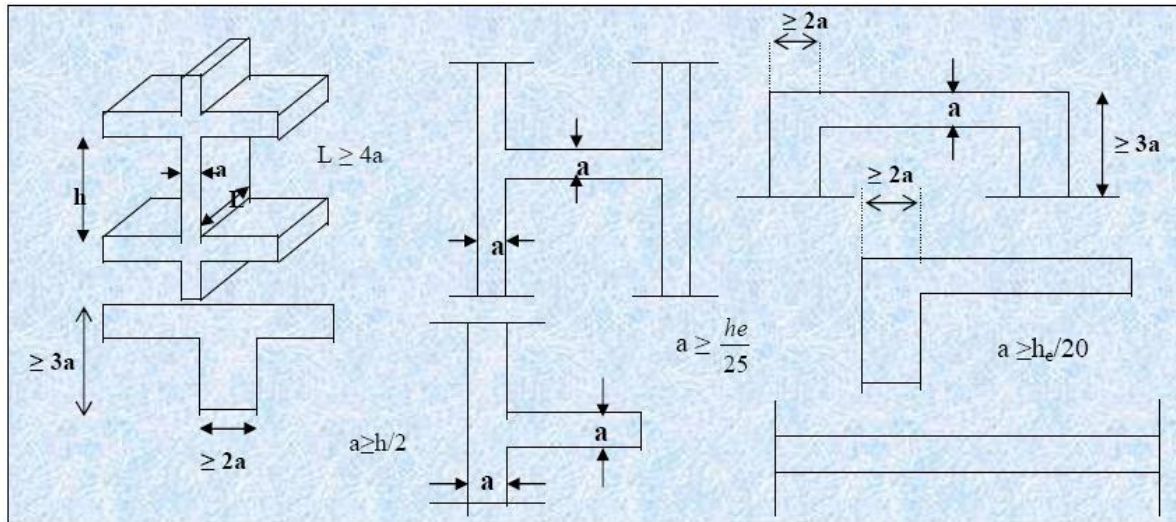 L ≥ 4a
a
h
L
≥ 3a
≥ 2a
a
a
a ≥ he/25
a≥h/2
a
a
≥ 2a
a
≥ 3a
≥ 2a
a ≥hₑ/20